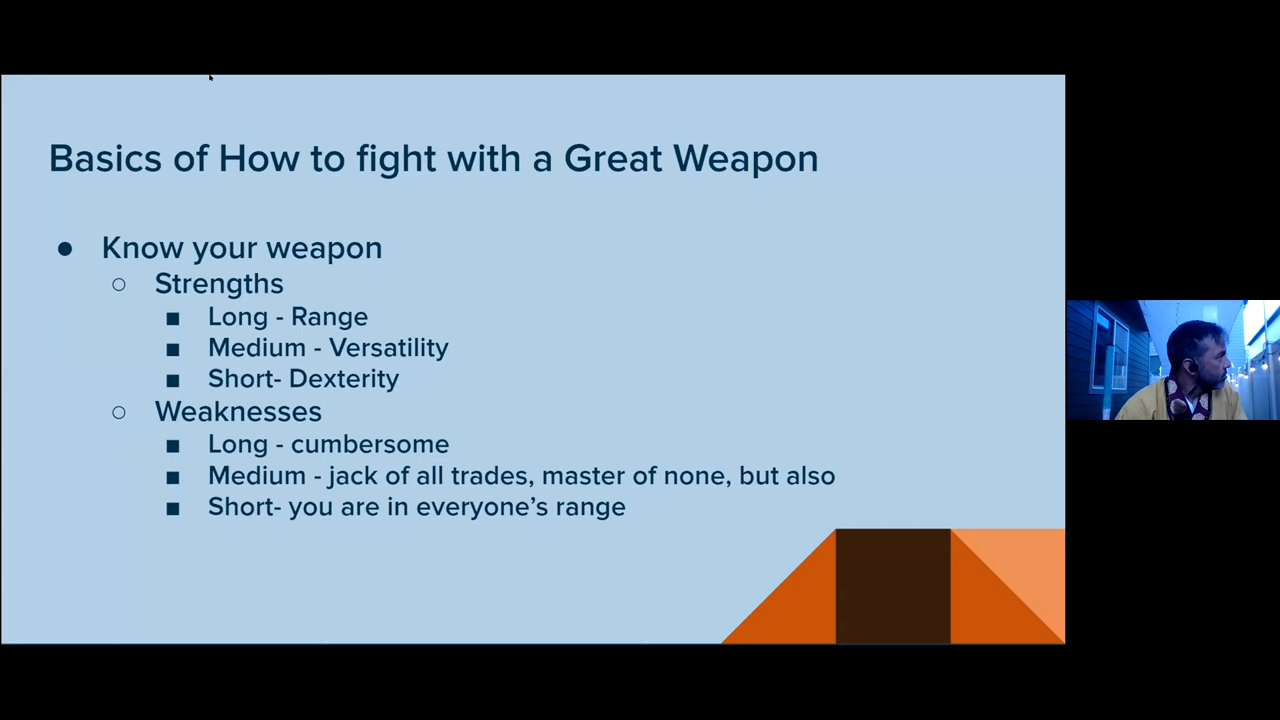 Basics of How to fight with a Great Weapon
● Know your weapon
○ Strengths
■ Long - Range
■ Medium - Versatility
■ Short- Dexterity
○ Weaknesses
■ Long - cumbersome
■ Medium - jack of all trades, master of none, but also
■ Short- you are in everyone’s range